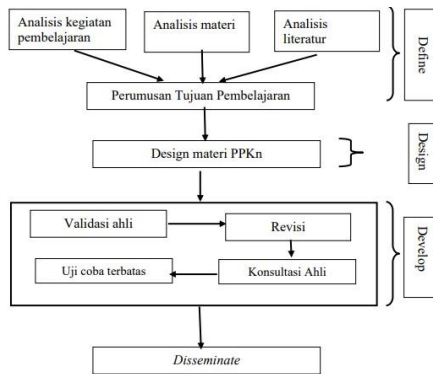 Analisis kegiatan
pembelajaran
Analisis materi
Analisis
literatur
Define
Perumusan Tujuan Pembelajaran
Design materi PPKn
Design
Validasi ahli
Revisi
Develop
Uji coba terbatas
Konsultasi Ahli
Disseminate